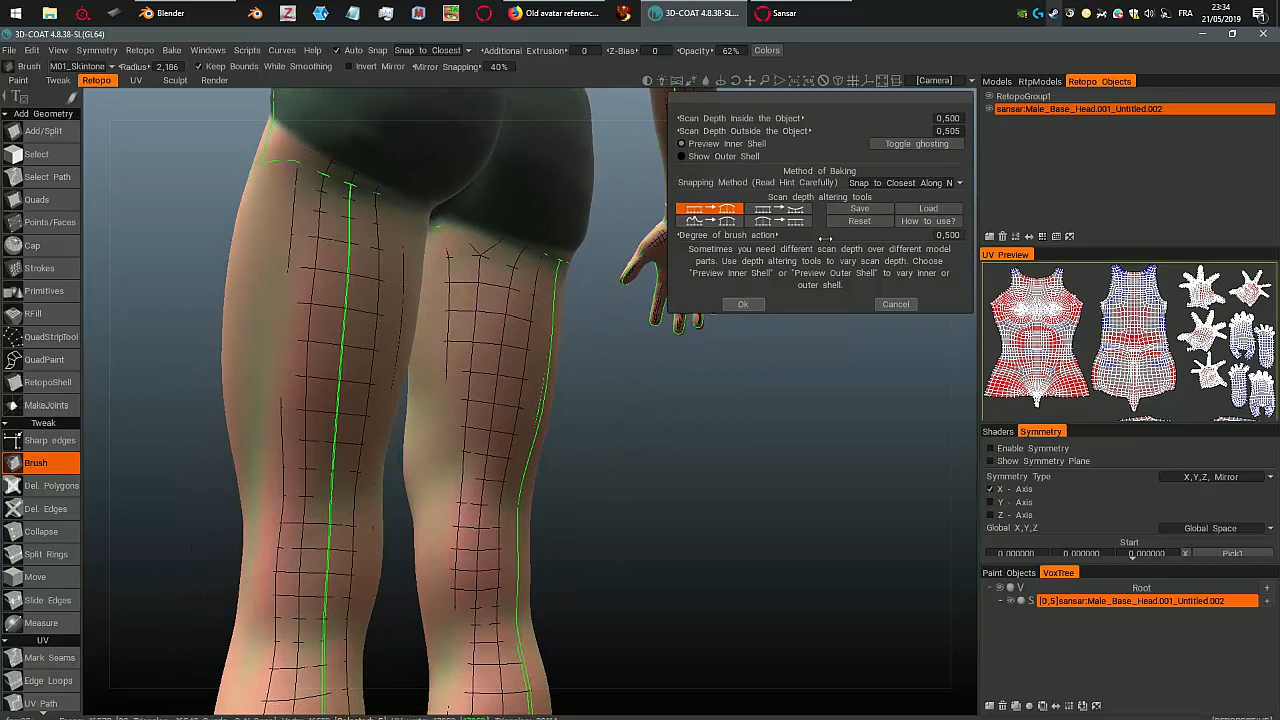 Blender
Old avatar referenc...
3D-COAT 4.8.38-SL...
Sansar
FR
23:34
21/05/2019
3D-COAT 4.8.38-SL(GL64)
File Edit View Symmetry Retopo Bake Windows Scripts Curves Help Auto Snap Snap to Closest Additional Extrusion 0 Z-Bias 0 Opacity 62% Colors
Brush M01_Skintone Radius 2,186 Keep Bounds While Smoothing Invert Mirror Mirror Snapping 40%
Paint Tweak Retopo UV Sculpt Render
[Camera]
Add Geometry
Add/Split
Select
Select Path
Quads
Points/Faces
Cap
Strokes
Primitives
RFill
QuadStripTool
QuadPaint
RetopoShell
MakeJoints
Tweak
Sharp edges
Brush
Del. Polygons
Del. Edges
Collapse
Split Rings
Move
Slide Edges
Measure
UV
Mark Seams
Edge Loops
UV Path
Scan Depth Inside the Object 0,500
Scan Depth Outside the Object 0,505
Preview Inner Shell Toggle ghosting
Show Outer Shell
Method of Baking
Snapping Method (Read Hint Carefully) Snap to Closest Along N
Scan depth altering tools
Save Load
Reset How to use?
Degree of brush action 0,500
Sometimes you need different scan depth over different model
parts. Use depth altering tools to vary scan depth. Choose
"Preview Inner Shell" or "Preview Outer Shell" to vary inner or
outer shell.
Ok Cancel
Models RtpModels Retopo Objects
RetopoGroup1
sansar:Male_Base_Head.001_Untitled.002
UV Preview
Shaders Symmetry
Enable Symmetry
Show Symmetry Plane
Symmetry Type X,Y,Z, Mirror
X - Axis
Y - Axis
Z - Axis
Global X,Y,Z Global Space
Start
0.000000 0.000000 0.000000 X Pick1
Paint Objects VoxTree
V Root +
S [0,5]sansar:Male_Base_Head.001_Untitled.002 +